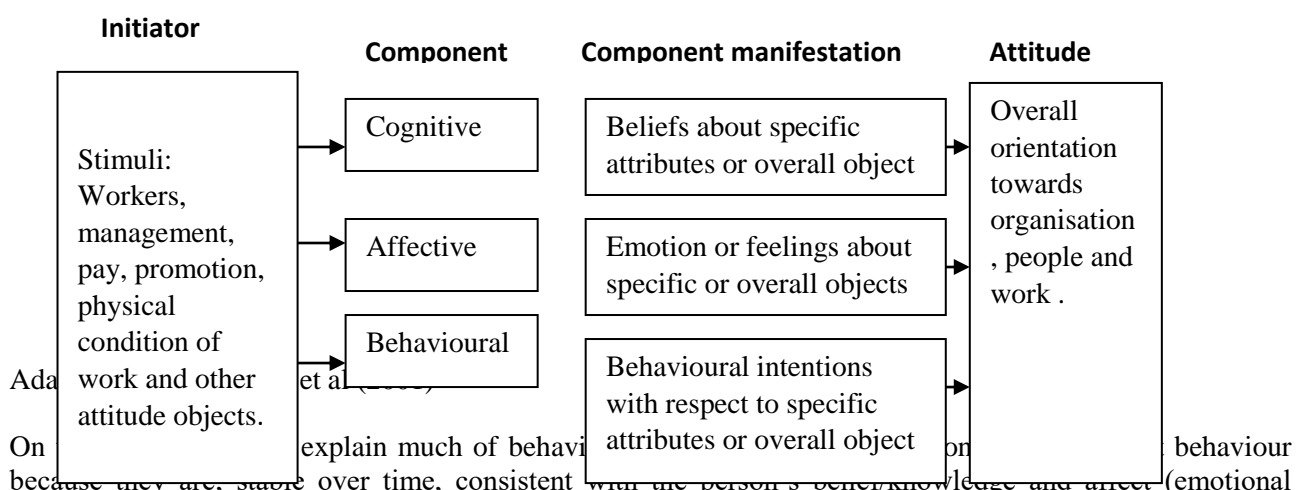 Initiator
Component
Component manifestation
Attitude
Stimuli:
Workers,
management,
pay, promotion,
physical
condition of
work and other
attitude objects.
Cognitive
Affective
Behavioural
Beliefs about specific
attributes or overall object
Emotion or feelings about
specific or overall objects
Behavioural intentions
with respect to specific
attributes or overall object
Overall
orientation
towards
organisation
, people and
work .
et al
On explain much of behaviour
because they are, stable over time, consistent with the person's belief/knowledge and affect (emotional